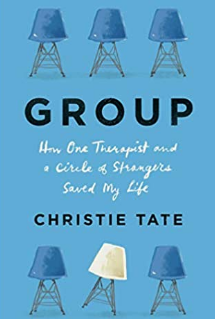 GROUP
How One Therapist and
a Circle of Strangers
Saved My Life
CHRISTIE TATE